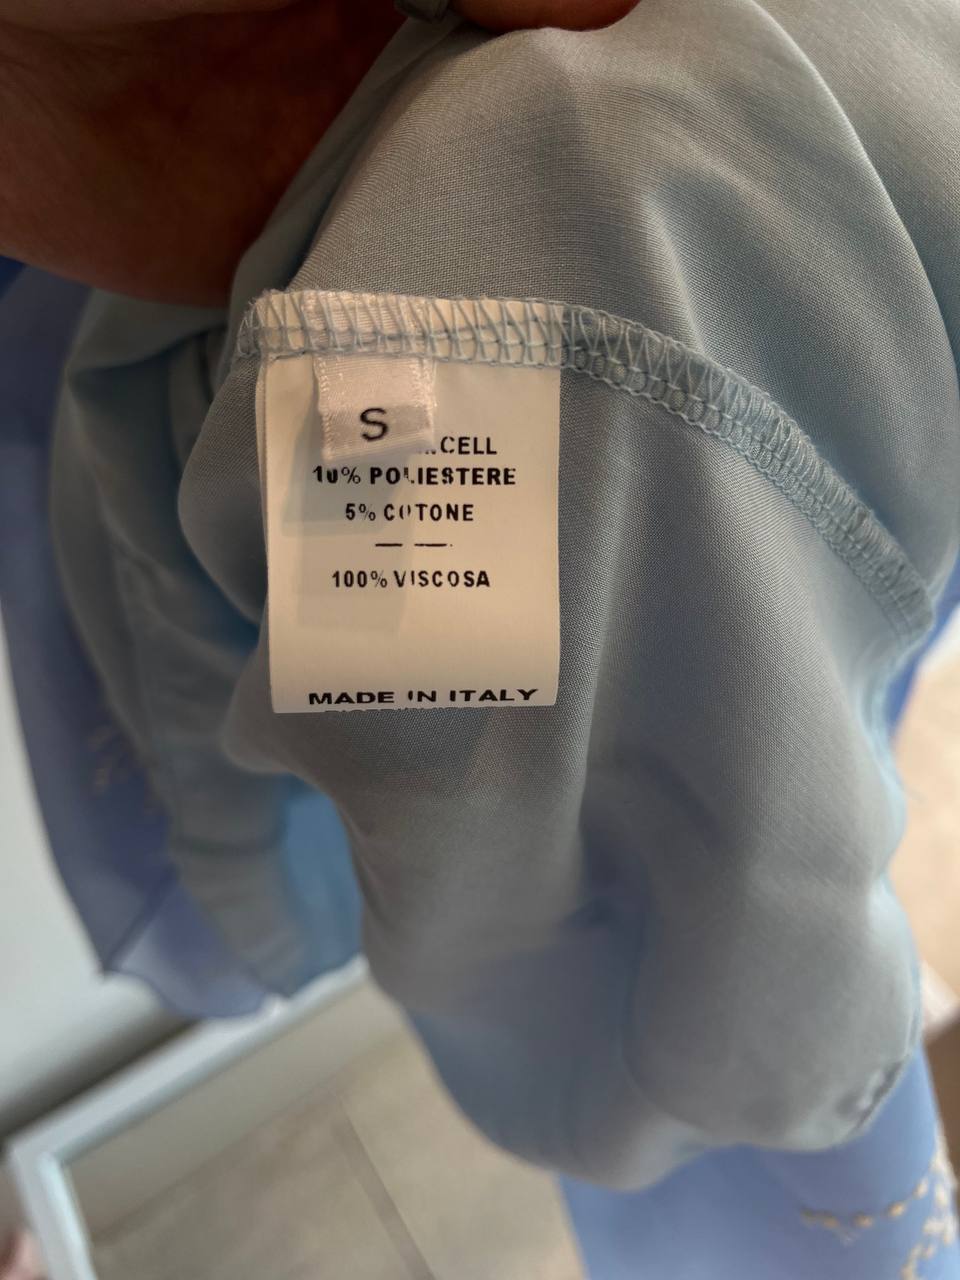 S
10% POLIESTERE
5% COTONE
100% VISCOSA
MADE IN ITALY